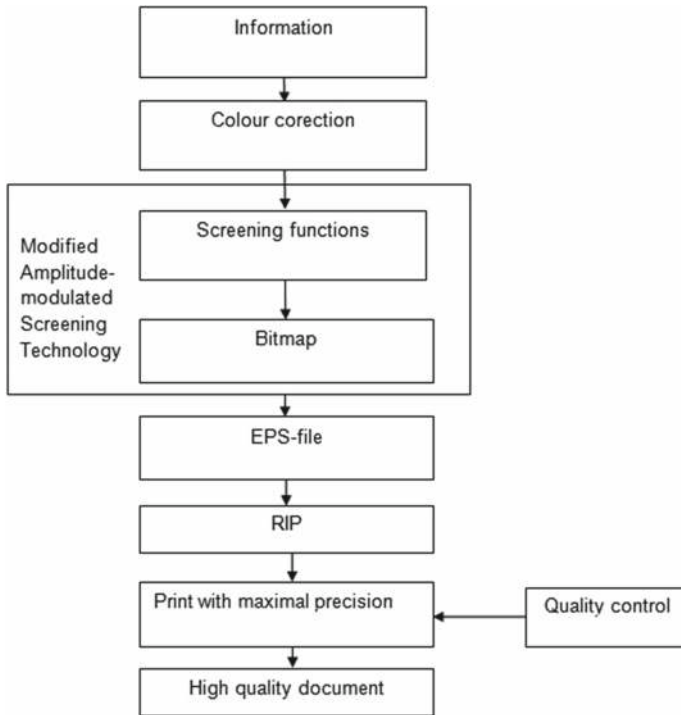 Information
Colour corection
Screening functions
Modified
Amplitude-
modulated
Screening
Technology
Bitmap
EPS-file
RIP
Print with maximal precision
Quality control
High quality document